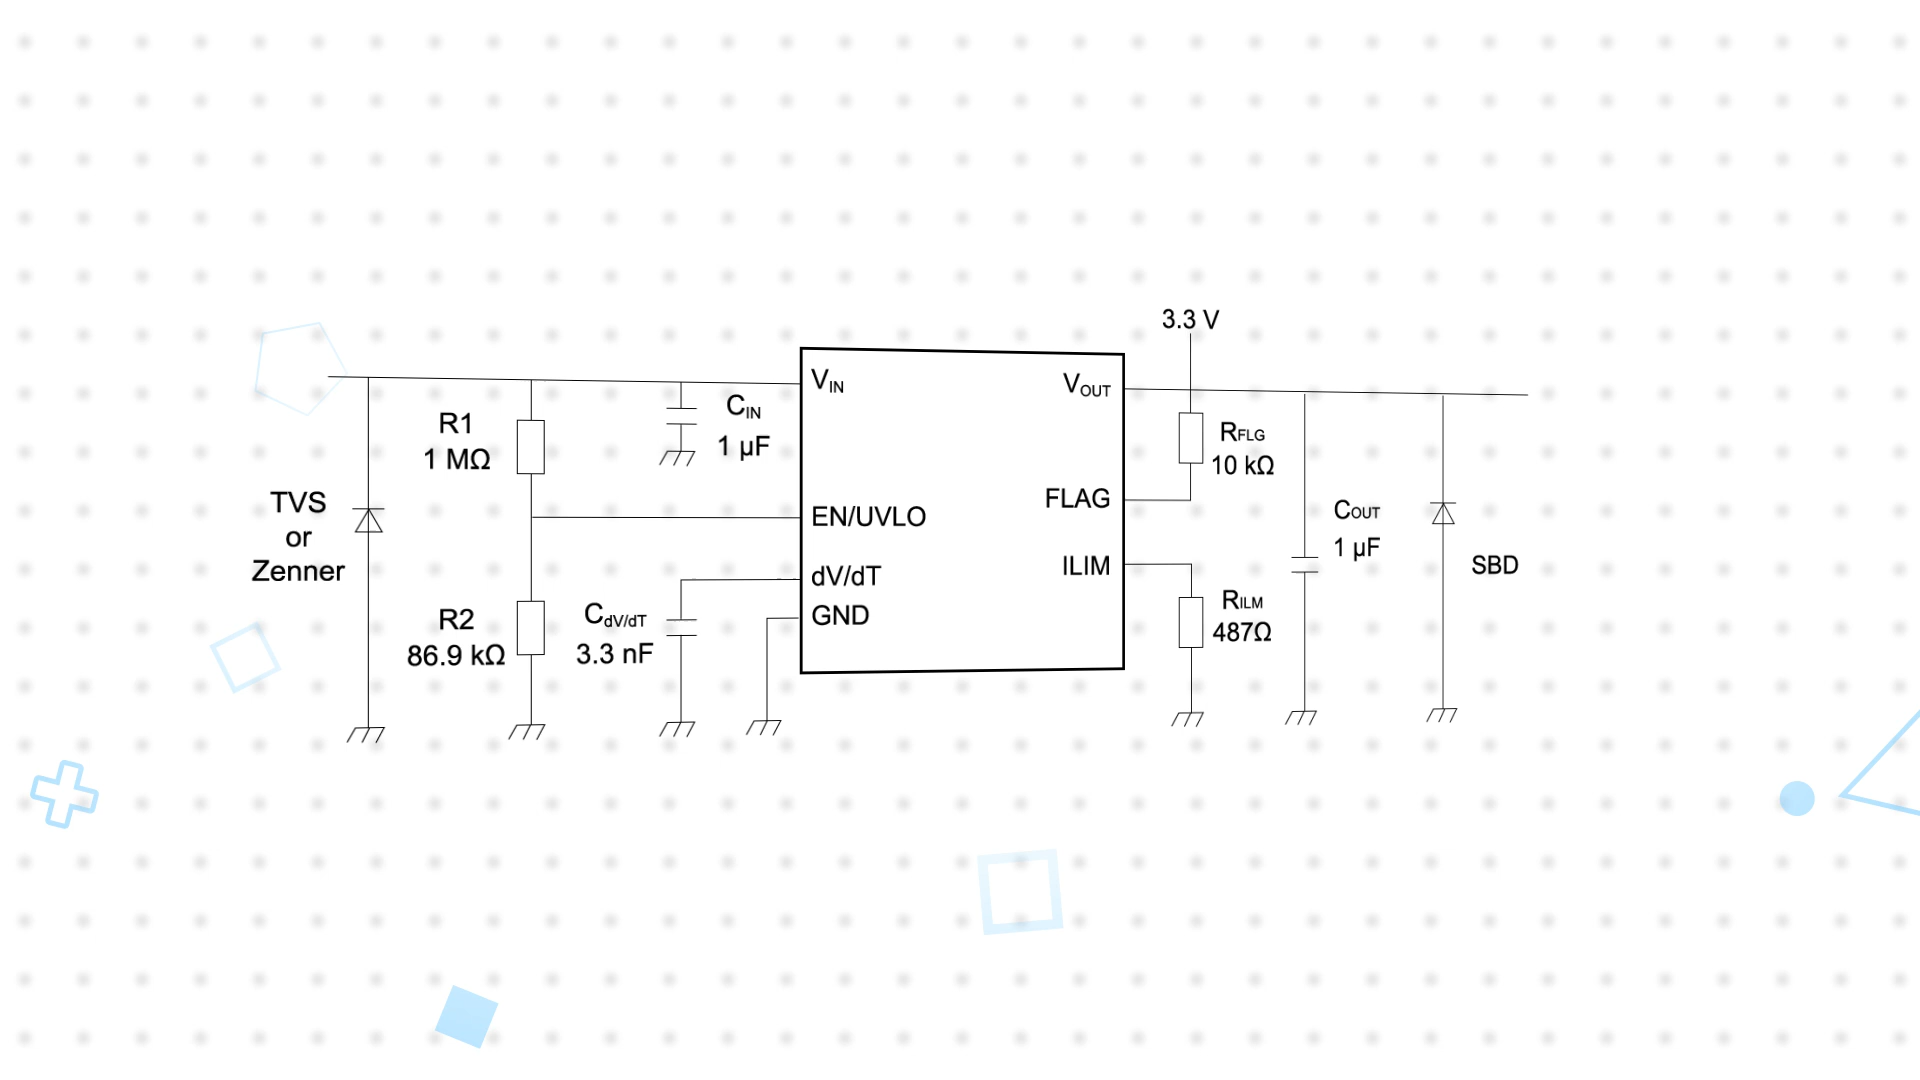 3.3 V
VIN
VOUT
CIN
1 µF
R1
1 MΩ
RFLG
10 kΩ
TVS
or
Zenner
EN/UVLO
FLAG
COUT
1 µF
dV/dT
ILIM
SBD
GND
R2
86.9 kΩ
CdV/dT
3.3 nF
RILM
487Ω